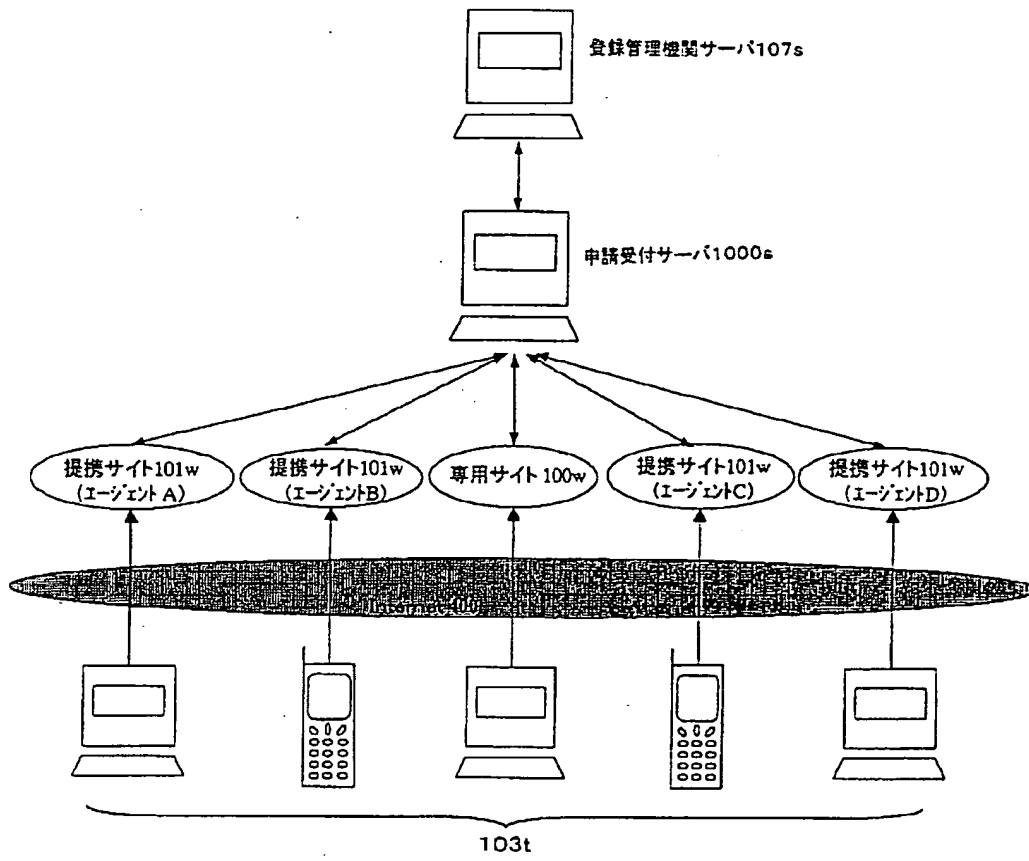 登録管理機関サーバ107s
申請受付サーバ1000s
提携サイト101w
(エージェントA)
提携サイト101w
(エージェントB)
専用サイト100w
提携サイト101w
(エージェントC)
提携サイト101w
(エージェントD)
Internet400
103t